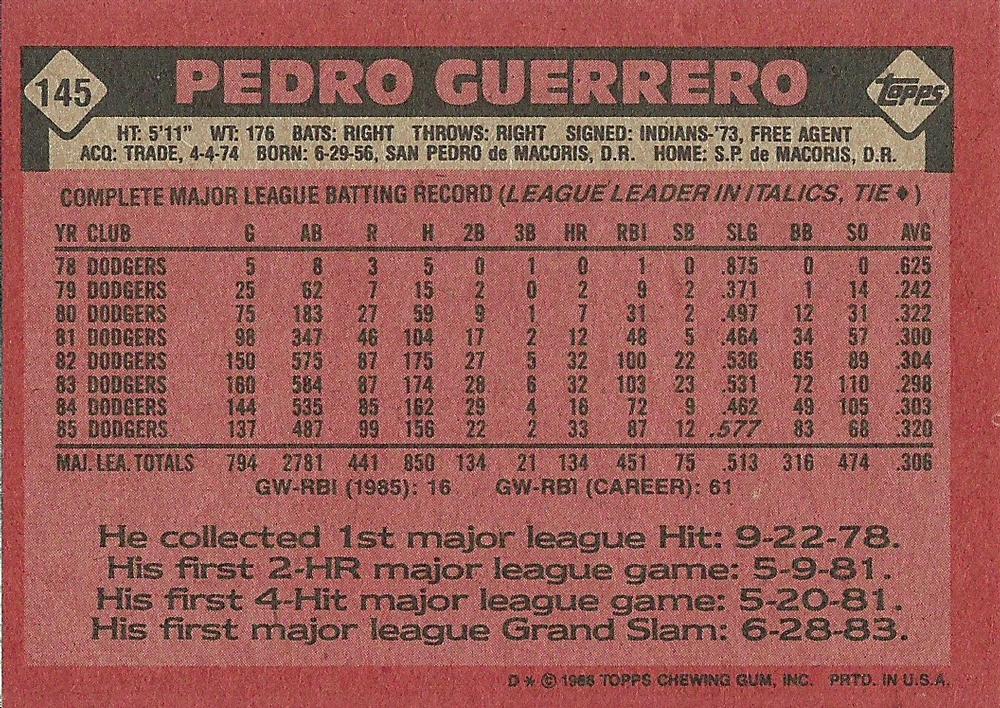 145 PEDRO GUERRERO Topps
HT: 5'11" WT: 176 BATS: RIGHT THROWS: RIGHT SIGNED: INDIANS-'73, FREE AGENT
ACQ: TRADE, 4-4-74 BORN: 6-29-56, SAN PEDRO de MACORIS, D.R. HOME: S.P. de MACORIS, D.R.
COMPLETE MAJOR LEAGUE BATTING RECORD (LEAGUE LEADER IN ITALICS, TIE ♦)
YR CLUB G AB R H 2B 3B HR RBI SB SLG BB SO AVG
78 DODGERS 5 8 3 5 0 1 0 1 0 .875 0 0 .625
79 DODGERS 25 62 7 15 2 0 2 9 2 .371 1 14 .242
80 DODGERS 75 183 27 59 9 1 7 31 2 .497 12 31 .322
81 DODGERS 98 347 46 104 17 2 12 48 5 .464 34 57 .300
82 DODGERS 150 575 87 175 27 5 32 100 22 .536 65 89 .304
83 DODGERS 160 584 87 174 28 6 32 103 23 .531 72 110 .298
84 DODGERS 144 535 85 162 29 4 16 72 9 .462 49 105 .303
85 DODGERS 137 487 99 156 22 2 33 87 12 .577 83 68 .320
MAJ. LEA. TOTALS 794 2781 441 850 134 21 134 451 75 .513 316 474 .306
GW-RBI (1985): 16 GW-RBI (CAREER): 61
He collected 1st major league Hit: 9-22-78.
His first 2-HR major league game: 5-9-81.
His first 4-Hit major league game: 5-20-81.
His first major league Grand Slam: 6-28-83.
D * © 1986 TOPPS CHEWING GUM, INC. PRTD. IN U.S.A.